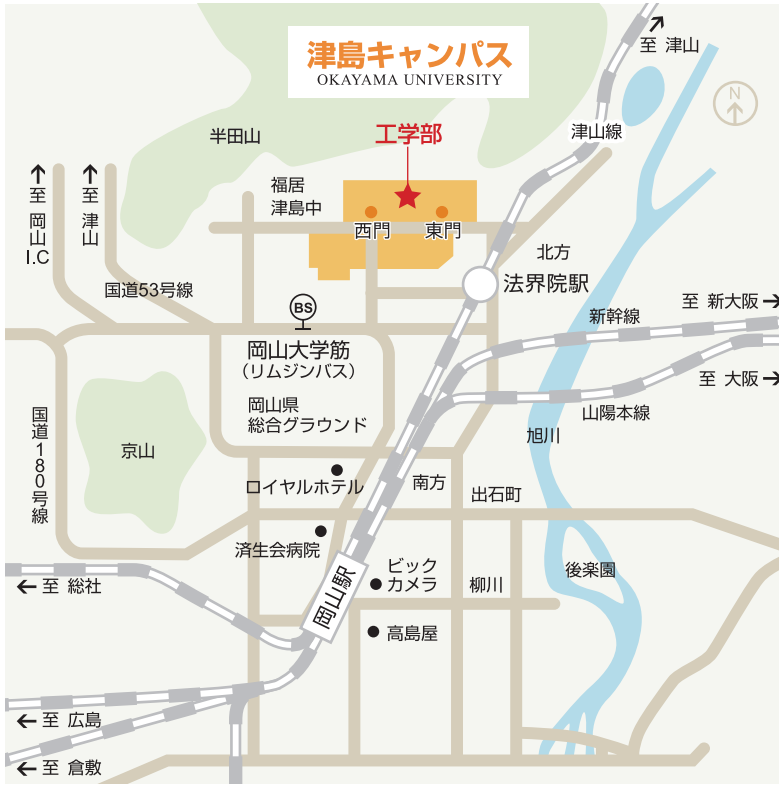 津島キャンパス
OKAYAMA UNIVERSITY
至 津山
N
半田山
工学部
津山線
福居
津島中
至 岡山 I.C
至 津山
西門
東門
北方
法界院駅
国道53号線
BS
至 新大阪
新幹線
岡山大学筋
（リムジンバス）
至 大阪
岡山県
総合グラウンド
山陽本線
国道180号線
旭川
京山
ロイヤルホテル
南方
出石町
済生会病院
ビック
カメラ
岡山駅
柳川
後楽園
至 総社
高島屋
至 広島
至 倉敷